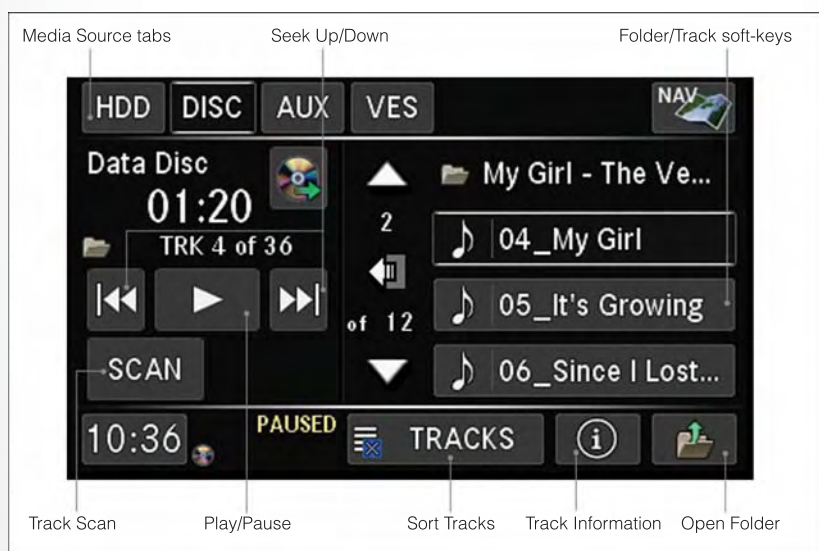 Media Source tabs
Seek Up/Down
Folder/Track soft-keys
HDD
DISC
AUX
VES
NAV
Data Disc
01:20
TRK 4 of 36
SCAN
2
of 12
My Girl - The Ve...
04_My Girl
05_It's Growing
06_Since I Lost...
10:36
PAUSED
TRACKS
i
Track Scan
Play/Pause
Sort Tracks
Track Information
Open Folder